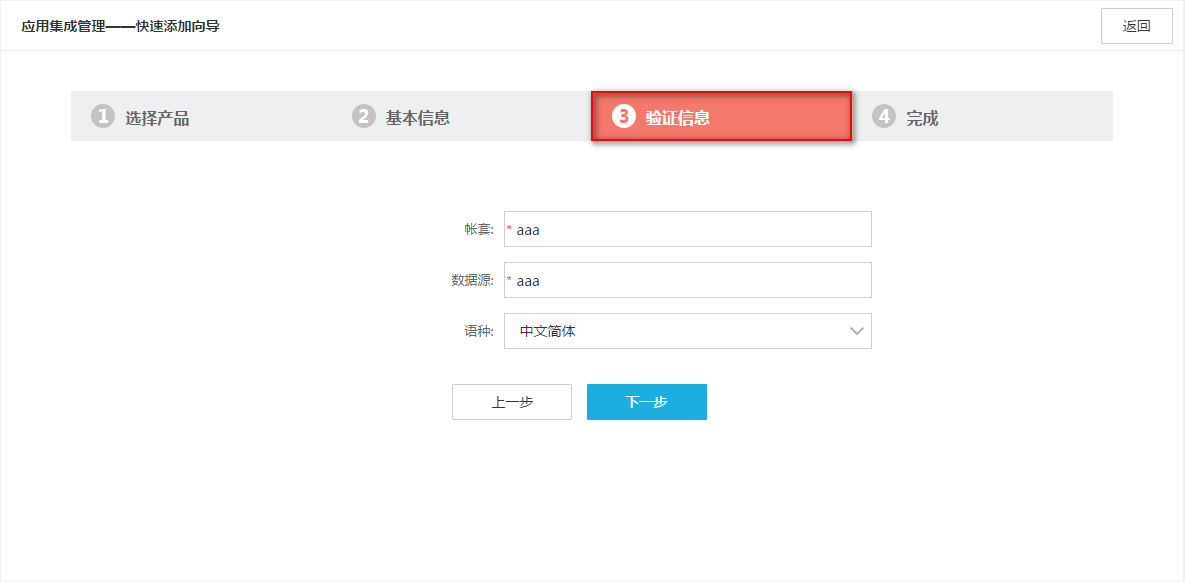 应用集成管理——快速添加向导
返回
1 选择产品
2 基本信息
3 验证信息
4 完成
帐套: * aaa
数据源: * aaa
语种: 中文简体
上一步
下一步